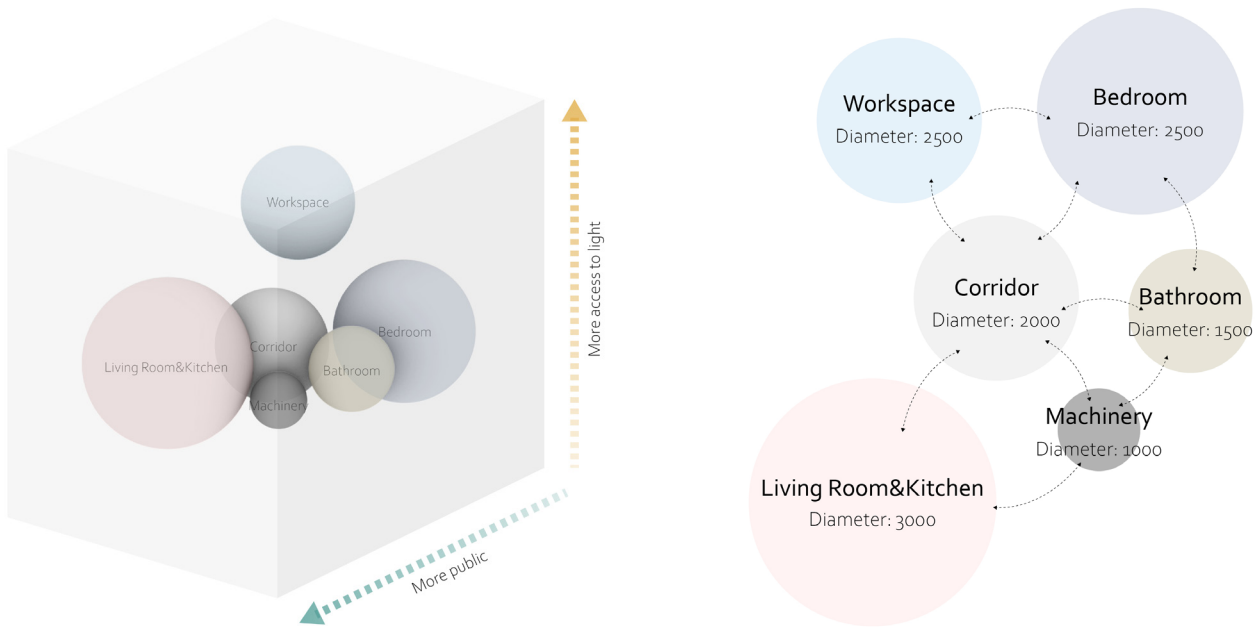 Workspace
Living Room&Kitchen
Corridor
Machinery
Bathroom
Bedroom
More access to light
More public
Workspace
Diameter: 2500
Bedroom
Diameter: 2500
Corridor
Diameter: 2000
Bathroom
Diameter: 1500
Machinery
Diameter: 1000
Living Room&Kitchen
Diameter: 3000